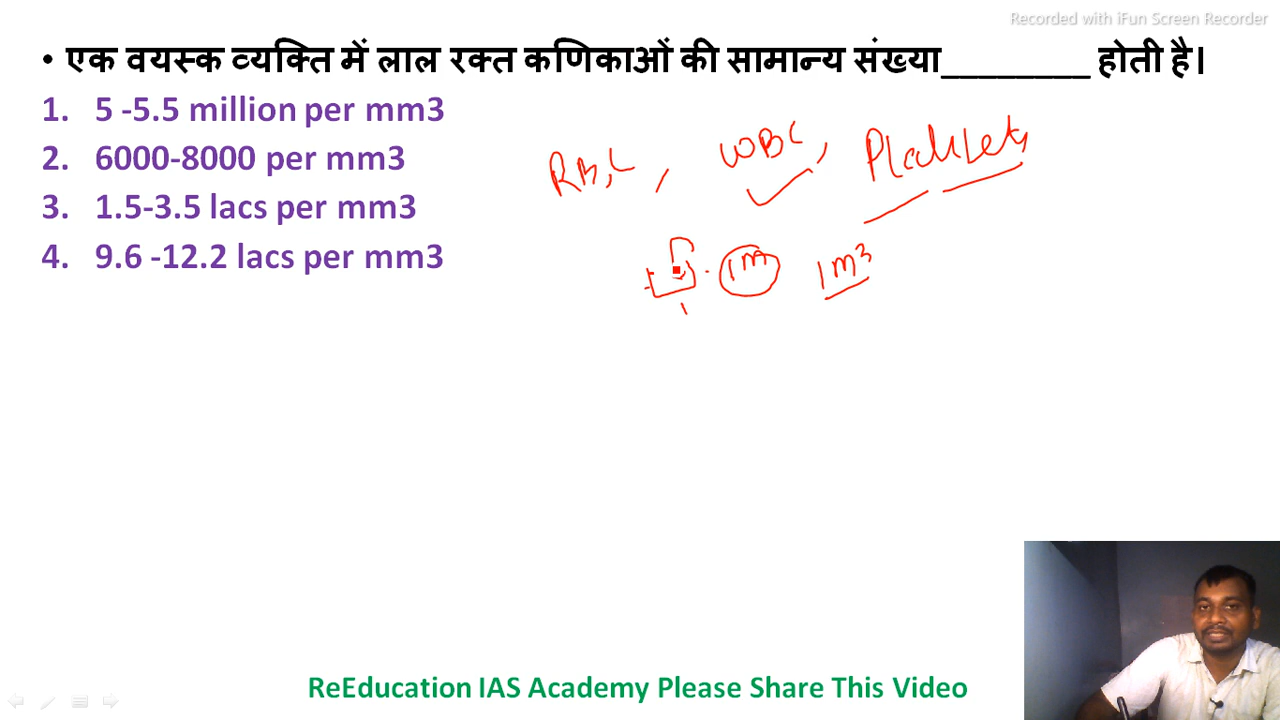 Recorded with iFun Screen Recorder
• एक वयस्क व्यक्ति में लाल रक्त कणिकाओं की सामान्य संख्या________ होती है।
1. 5 -5.5 million per mm3
2. 6000-8000 per mm3
3. 1.5-3.5 lacs per mm3
4. 9.6 -12.2 lacs per mm3
RBC, WBC, Platelets
1m 1m³
ReEducation IAS Academy Please Share This Video